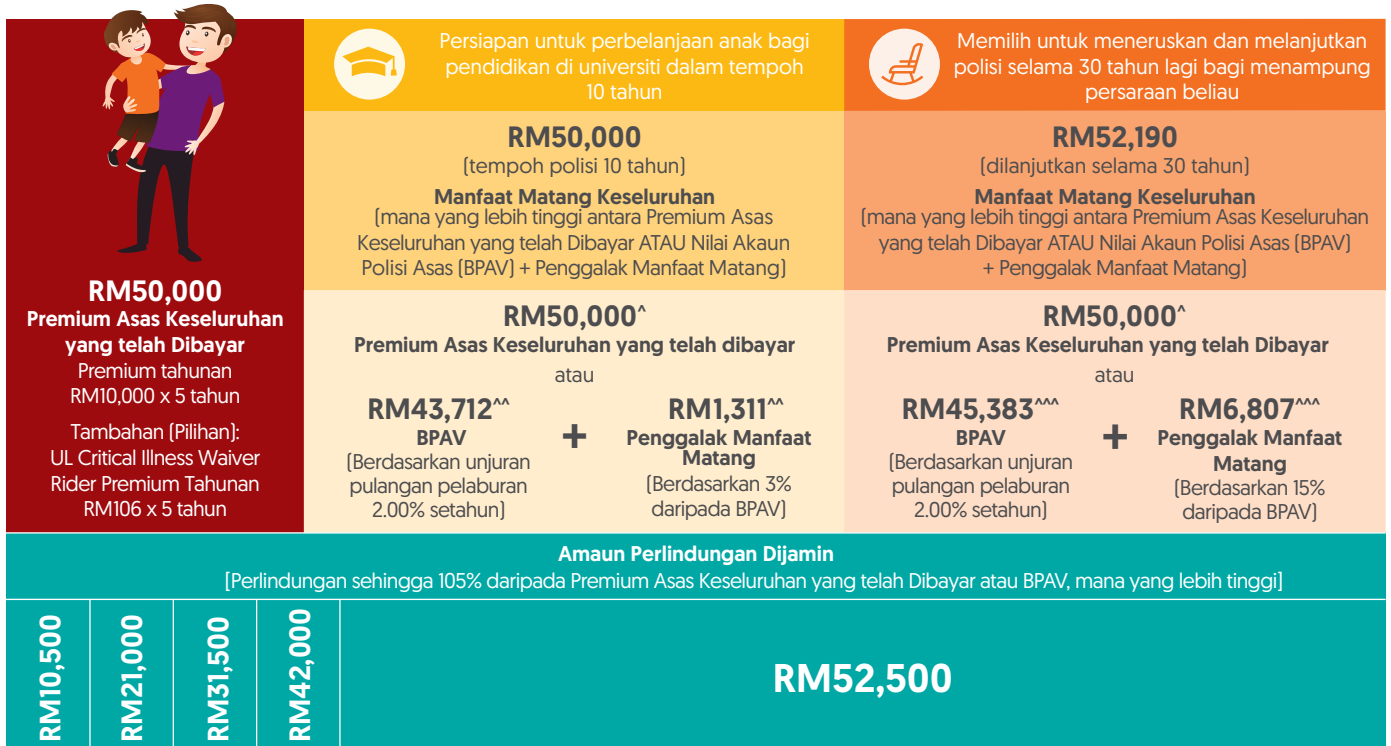 RM50,000
Premium Asas Keseluruhan
yang telah Dibayar
Premium tahunan
RM10,000 x 5 tahun
Tambahan (Pilihan):
UL Critical Illness Waiver
Rider Premium Tahunan
RM106 x 5 tahun
Persiapan untuk perbelanjaan anak bagi
pendidikan di universiti dalam tempoh
10 tahun
RM50,000
(tempoh polisi 10 tahun)
Manfaat Matang Keseluruhan
(mana yang lebih tinggi antara Premium Asas
Keseluruhan yang telah Dibayar ATAU Nilai Akaun
Polisi Asas (BPAV) + Penggalak Manfaat Matang)
RM50,000^
Premium Asas Keseluruhan yang telah dibayar
atau
RM43,712^^
BPAV
(Berdasarkan unjuran
pulangan pelaburan
2.00% setahun)
+
RM1,311^^
Penggalak Manfaat
Matang
(Berdasarkan 3%
daripada BPAV)
Memilih untuk meneruskan dan melanjutkan
polisi selama 30 tahun lagi bagi menampung
persaraan beliau
RM52,190
(dilanjutkan selama 30 tahun)
Manfaat Matang Keseluruhan
(mana yang lebih tinggi antara Premium Asas Keseluruhan
yang telah Dibayar ATAU Nilai Akaun Polisi Asas (BPAV)
+ Penggalak Manfaat Matang)
RM50,000^
Premium Asas Keseluruhan yang telah Dibayar
atau
RM45,383^^^
BPAV
(Berdasarkan unjuran
pulangan pelaburan
2.00% setahun)
+
RM6,807^^^
Penggalak Manfaat
Matang
(Berdasarkan 15%
daripada BPAV)
Amaun Perlindungan Dijamin
[Perlindungan sehingga 105% daripada Premium Asas Keseluruhan yang telah Dibayar atau BPAV, mana yang lebih tinggi]
RM10,500
RM21,000
RM31,500
RM42,000
RM52,500